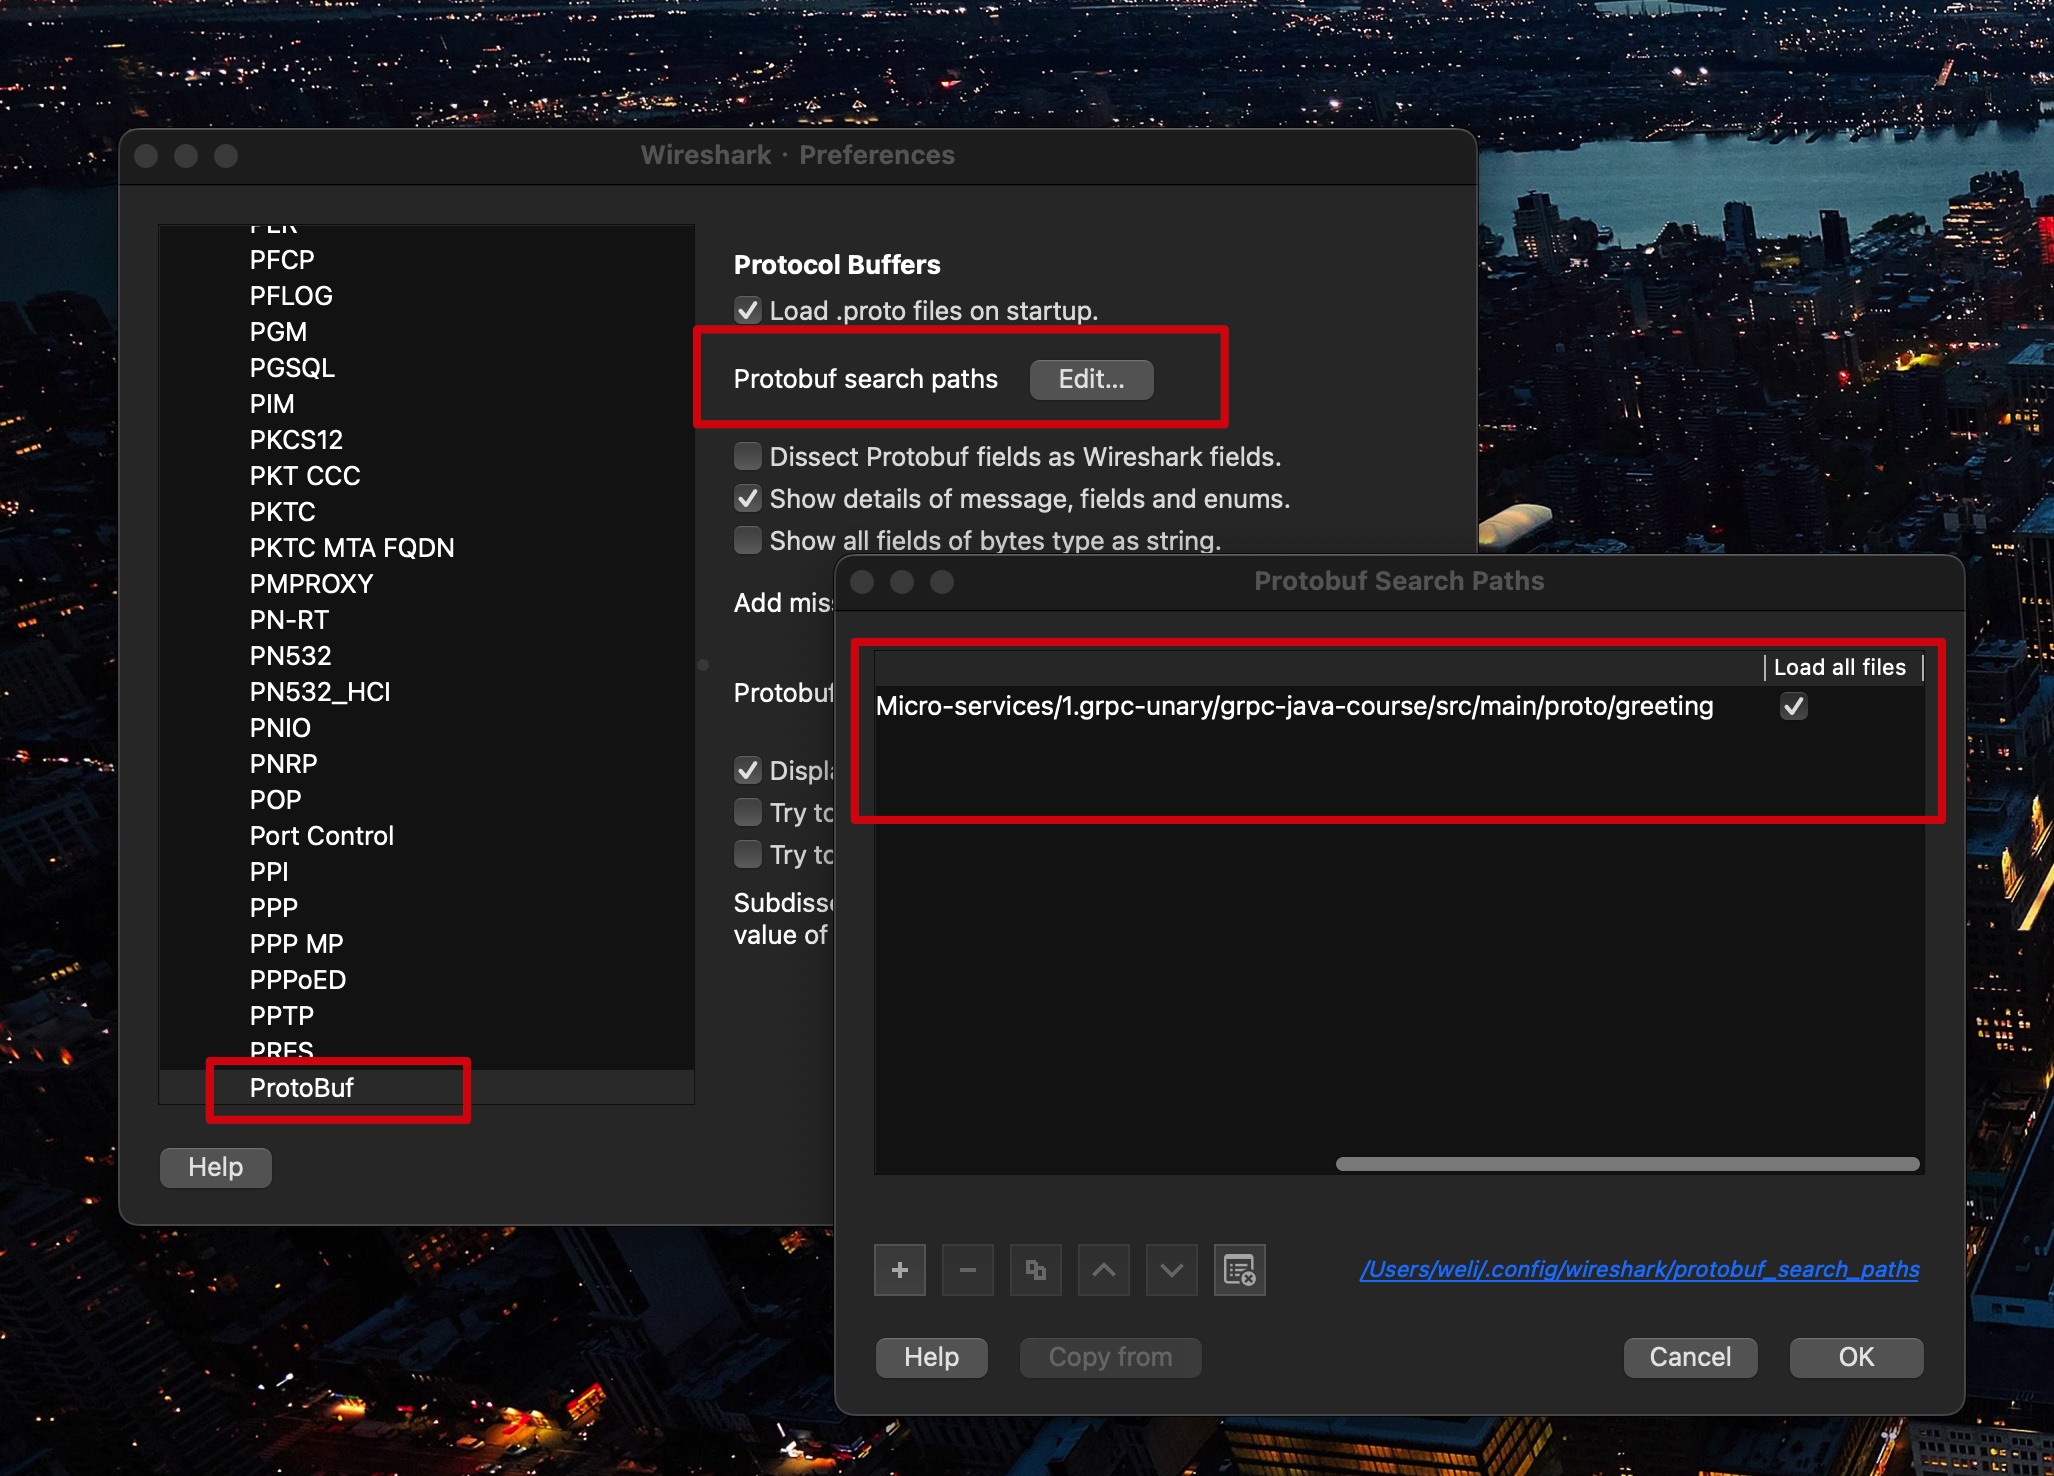 Wireshark · Preferences
PER
PFCP
PFLOG
PGM
PGSQL
PIM
PKCS12
PKT CCC
PKTC
PKTC MTA FQDN
PMPROXY
PN-RT
PN532
PN532_HCI
PNIO
PNRP
POP
Port Control
PPI
PPP
PPP MP
PPPoED
PPTP
PRES
ProtoBuf
Help
Protocol Buffers
Load .proto files on startup.
Protobuf search paths Edit...
Dissect Protobuf fields as Wireshark fields.
Show details of message, fields and enums.
Show all fields of bytes type as string.
Add mis
Protobuf
Displa
Try to
Try to
Subdisse
value of
Protobuf Search Paths
Load all files
Micro-services/1.grpc-unary/grpc-java-course/src/main/proto/greeting
/Users/weli/.config/wireshark/protobuf_search_paths
Help Copy from Cancel OK